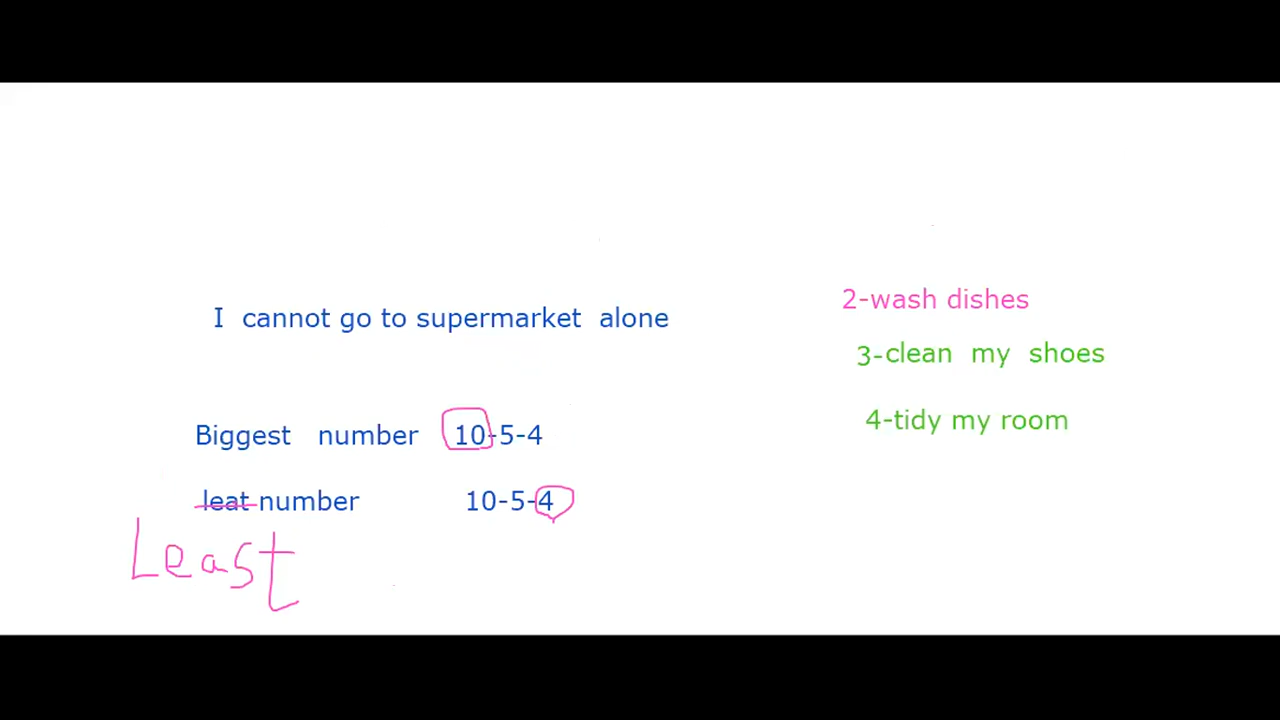 I cannot go to supermarket alone
Biggest number 10-5-4
leat number 10-5-4
Least
2-wash dishes
3-clean my shoes
4-tidy my room